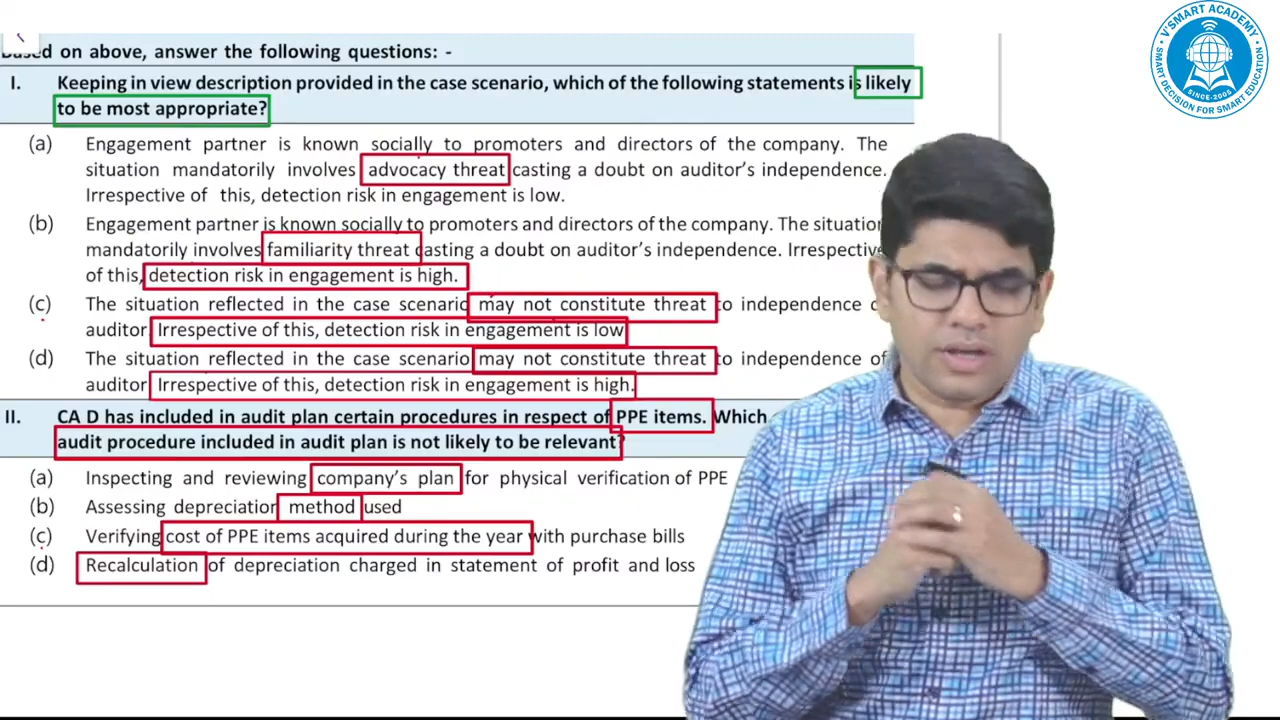 Based on above, answer the following questions: -
I. Keeping in view description provided in the case scenario, which of the following statements is likely
to be most appropriate?
(a) Engagement partner is known socially to promoters and directors of the company. The
situation mandatorily involves advocacy threat casting a doubt on auditor's independence.
Irrespective of this, detection risk in engagement is low.
(b) Engagement partner is known socially to promoters and directors of the company. The situation
mandatorily involves familiarity threat casting a doubt on auditor's independence. Irrespective
of this, detection risk in engagement is high.
(c) The situation reflected in the case scenario may not constitute threat to independence
auditor. Irrespective of this, detection risk in engagement is low
(d) The situation reflected in the case scenario may not constitute threat to independence of
auditor. Irrespective of this, detection risk in engagement is high.
II. CA D has included in audit plan certain procedures in respect of PPE items. Which
audit procedure included in audit plan is not likely to be relevant?
(a) Inspecting and reviewing company's plan for physical verification of PPE
(b) Assessing depreciation method used
(c) Verifying cost of PPE items acquired during the year with purchase bills
(d) Recalculation of depreciation charged in statement of profit and loss
V'SMART ACADEMY
SMART DECISION FOR SMART EDUCATION
SINCE-2005